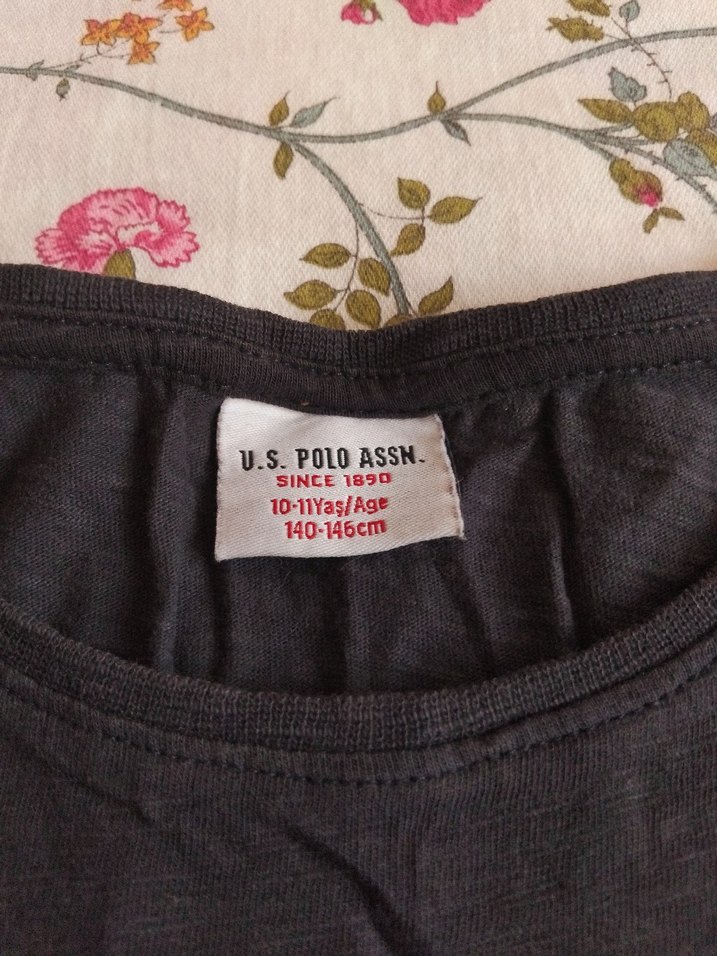 U.S. POLO ASSN.
SINCE 1890
10-11Yaş/Age
140-146cm